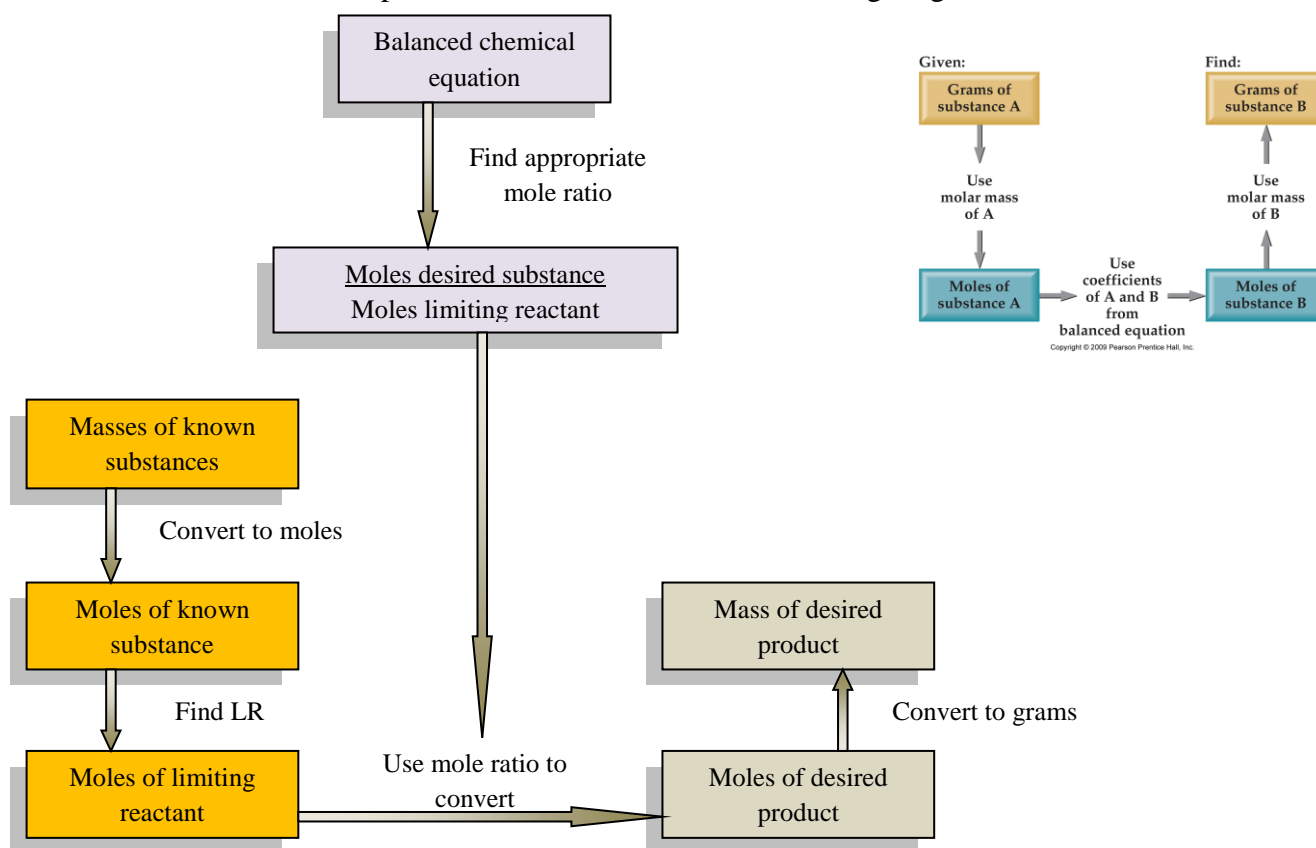 Balanced chemical
equation
Find appropriate
mole ratio
Moles desired substance
Moles limiting reactant
Masses of known
substances
Convert to moles
Moles of known
substance
Find LR
Moles of limiting
reactant
Use mole ratio to
convert
Mass of desired
product
Convert to grams
Moles of desired
product
Given:
Find:
Grams of
substance A
Grams of
substance B
Use
molar mass
of A
Use
molar mass
of B
Moles of
substance A
Use
coefficients
of A and B
from
balanced equation
Moles of
substance B
Copyright © 2009 Pearson Prentice Hall, Inc.